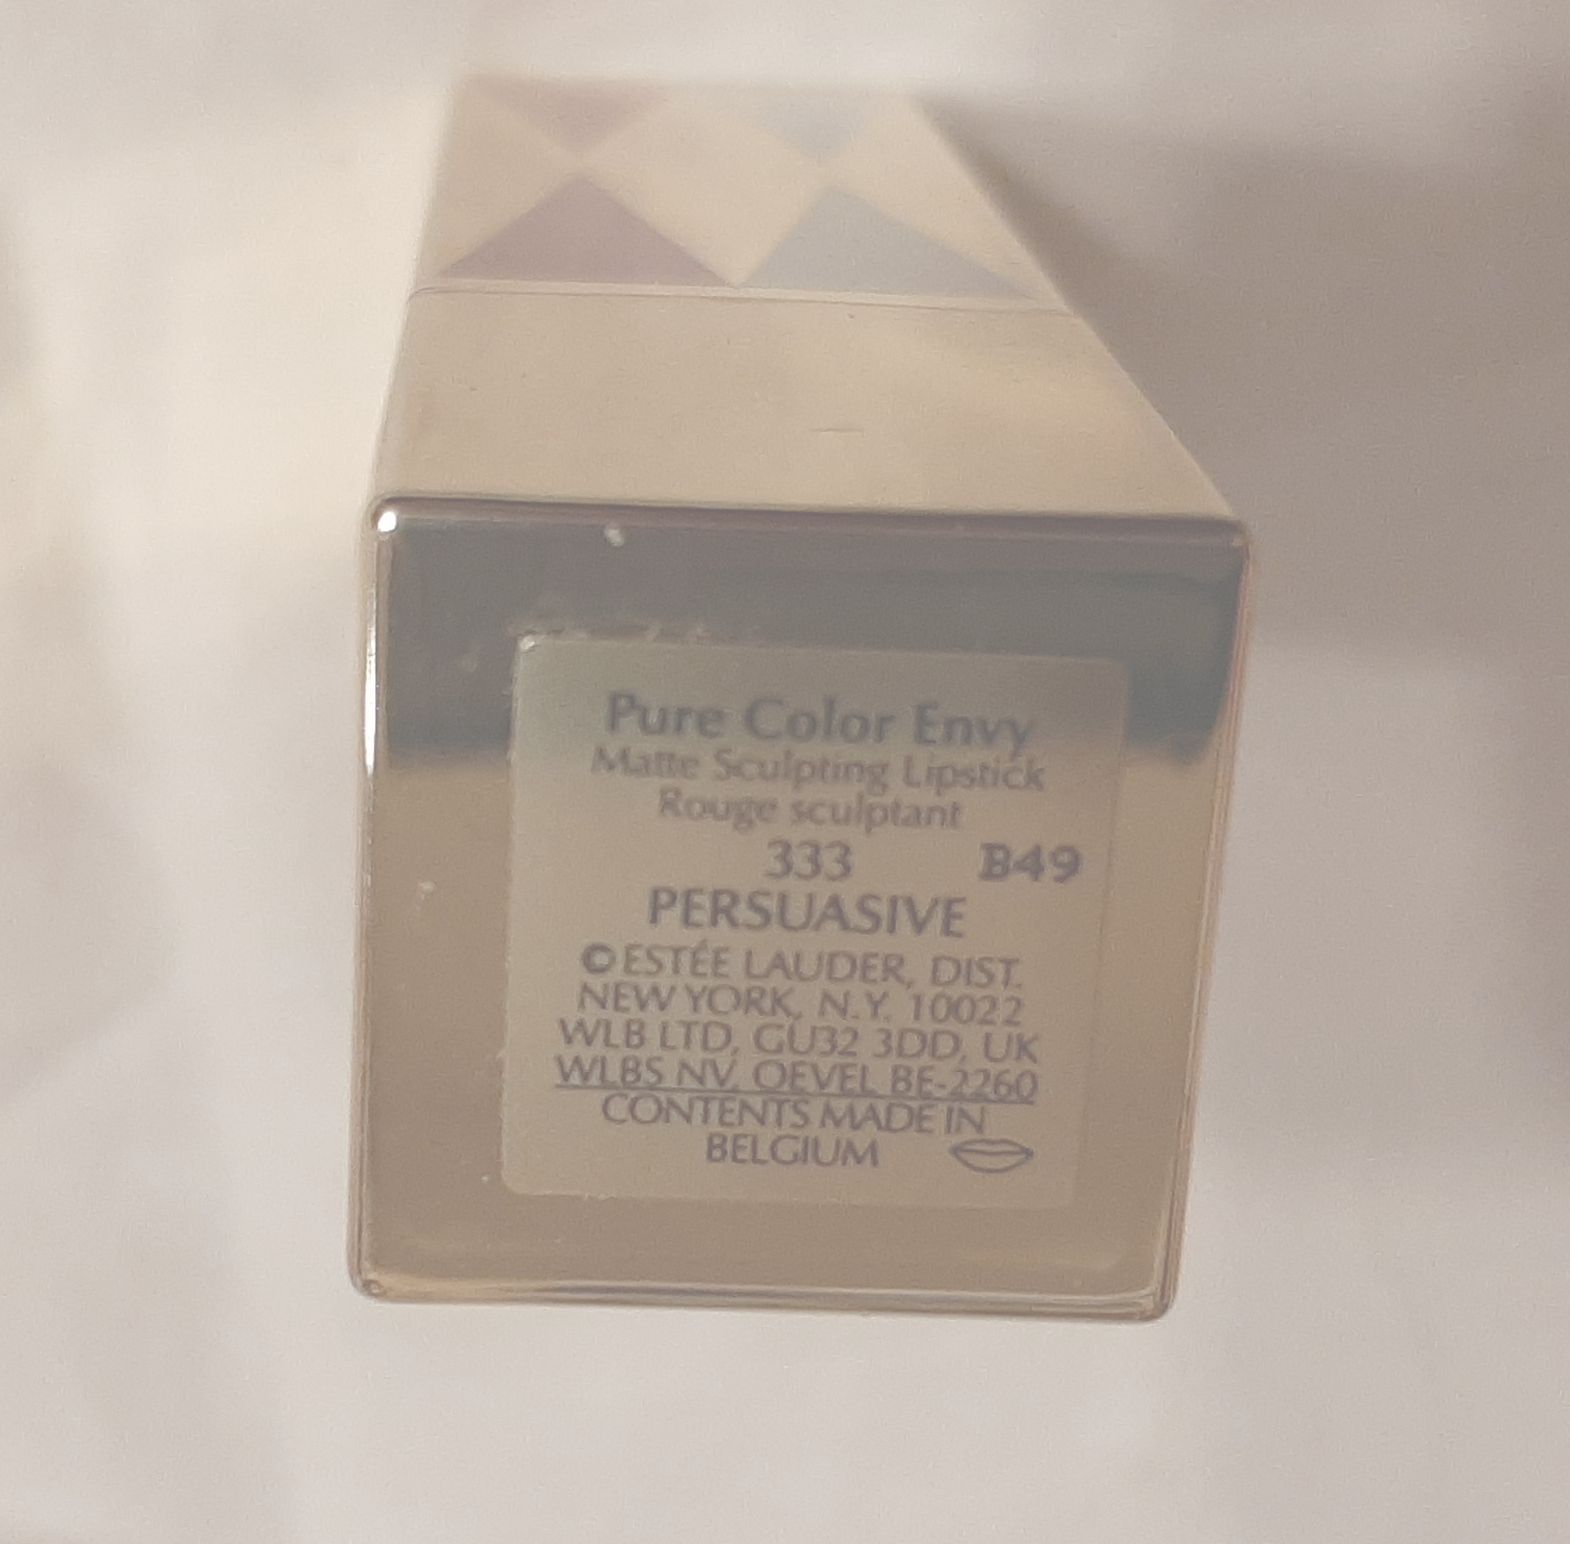 Pure Color Envy
Matte Sculpting Lipstick
Rouge sculptant
333 B49
PERSUASIVE
©ESTÉE LAUDER, DIST.
NEW YORK, N.Y. 10022
WLB LTD, GU32 3DD, UK
WLBS NV, OEVEL BE-2260
CONTENTS MADE IN
BELGIUM